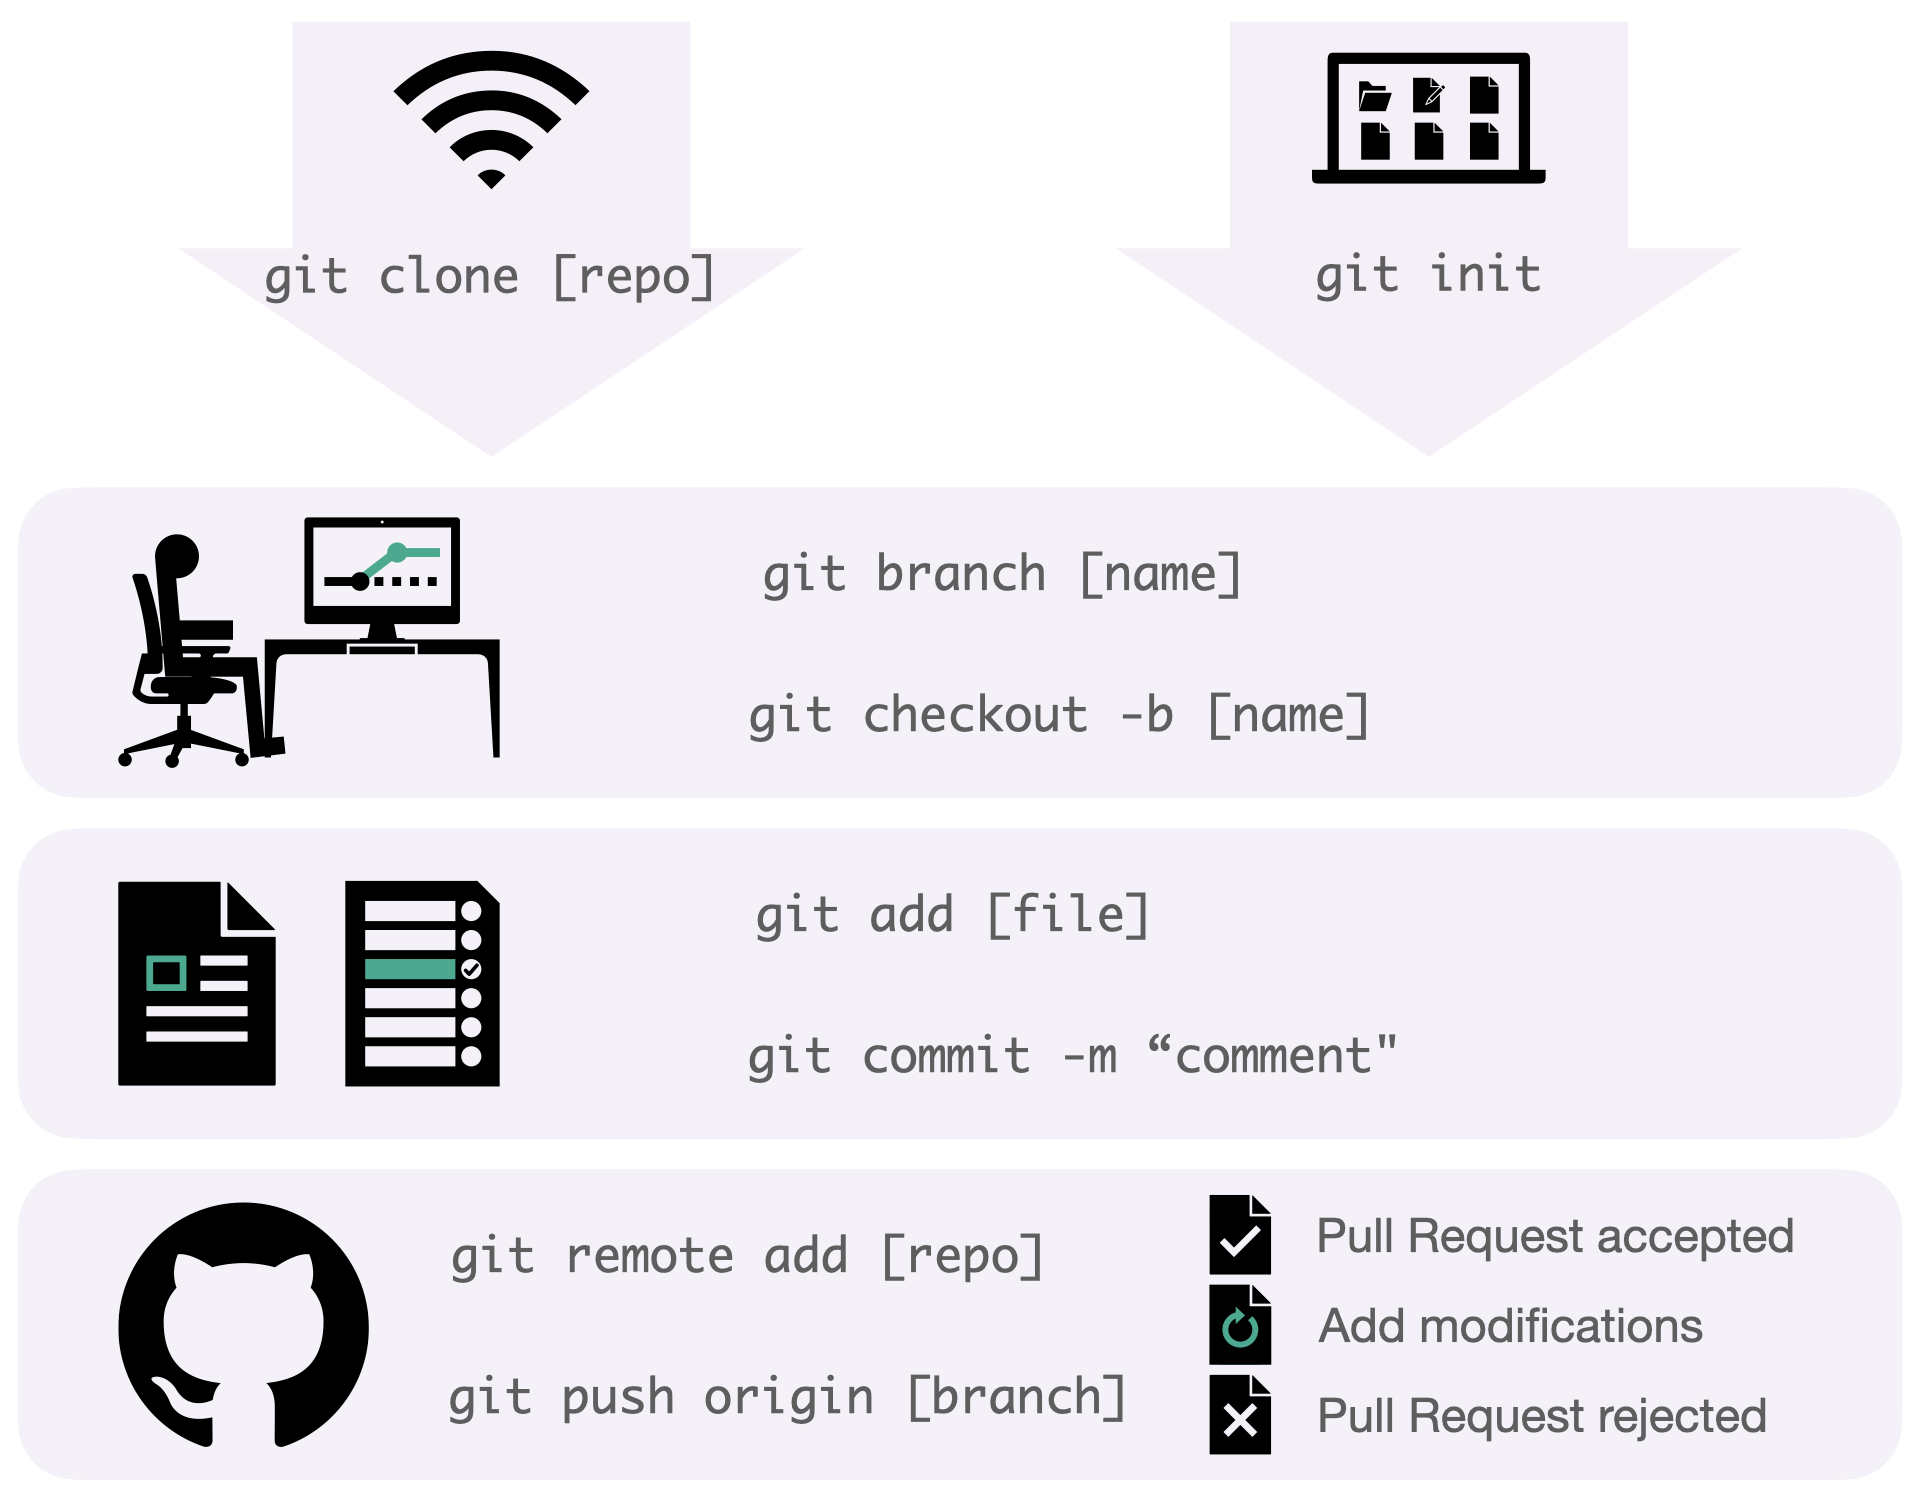 git clone [repo]
git init
git branch [name]
git checkout -b [name]
git add [file]
git commit -m “comment"
git remote add [repo]
git push origin [branch]
Pull Request accepted
Add modifications
Pull Request rejected